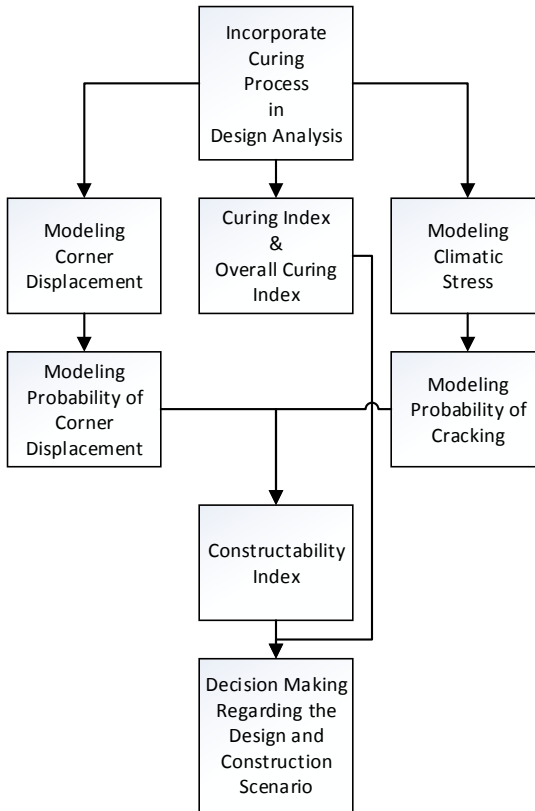 Incorporate
Curing
Process
in
Design Analysis
Modeling
Corner
Displacement
Curing Index
&
Overall Curing
Index
Modeling
Climatic
Stress
Modeling
Probability of
Corner
Displacement
Modeling
Probability of
Cracking
Constructability
Index
Decision Making
Regarding the
Design and
Construction
Scenario